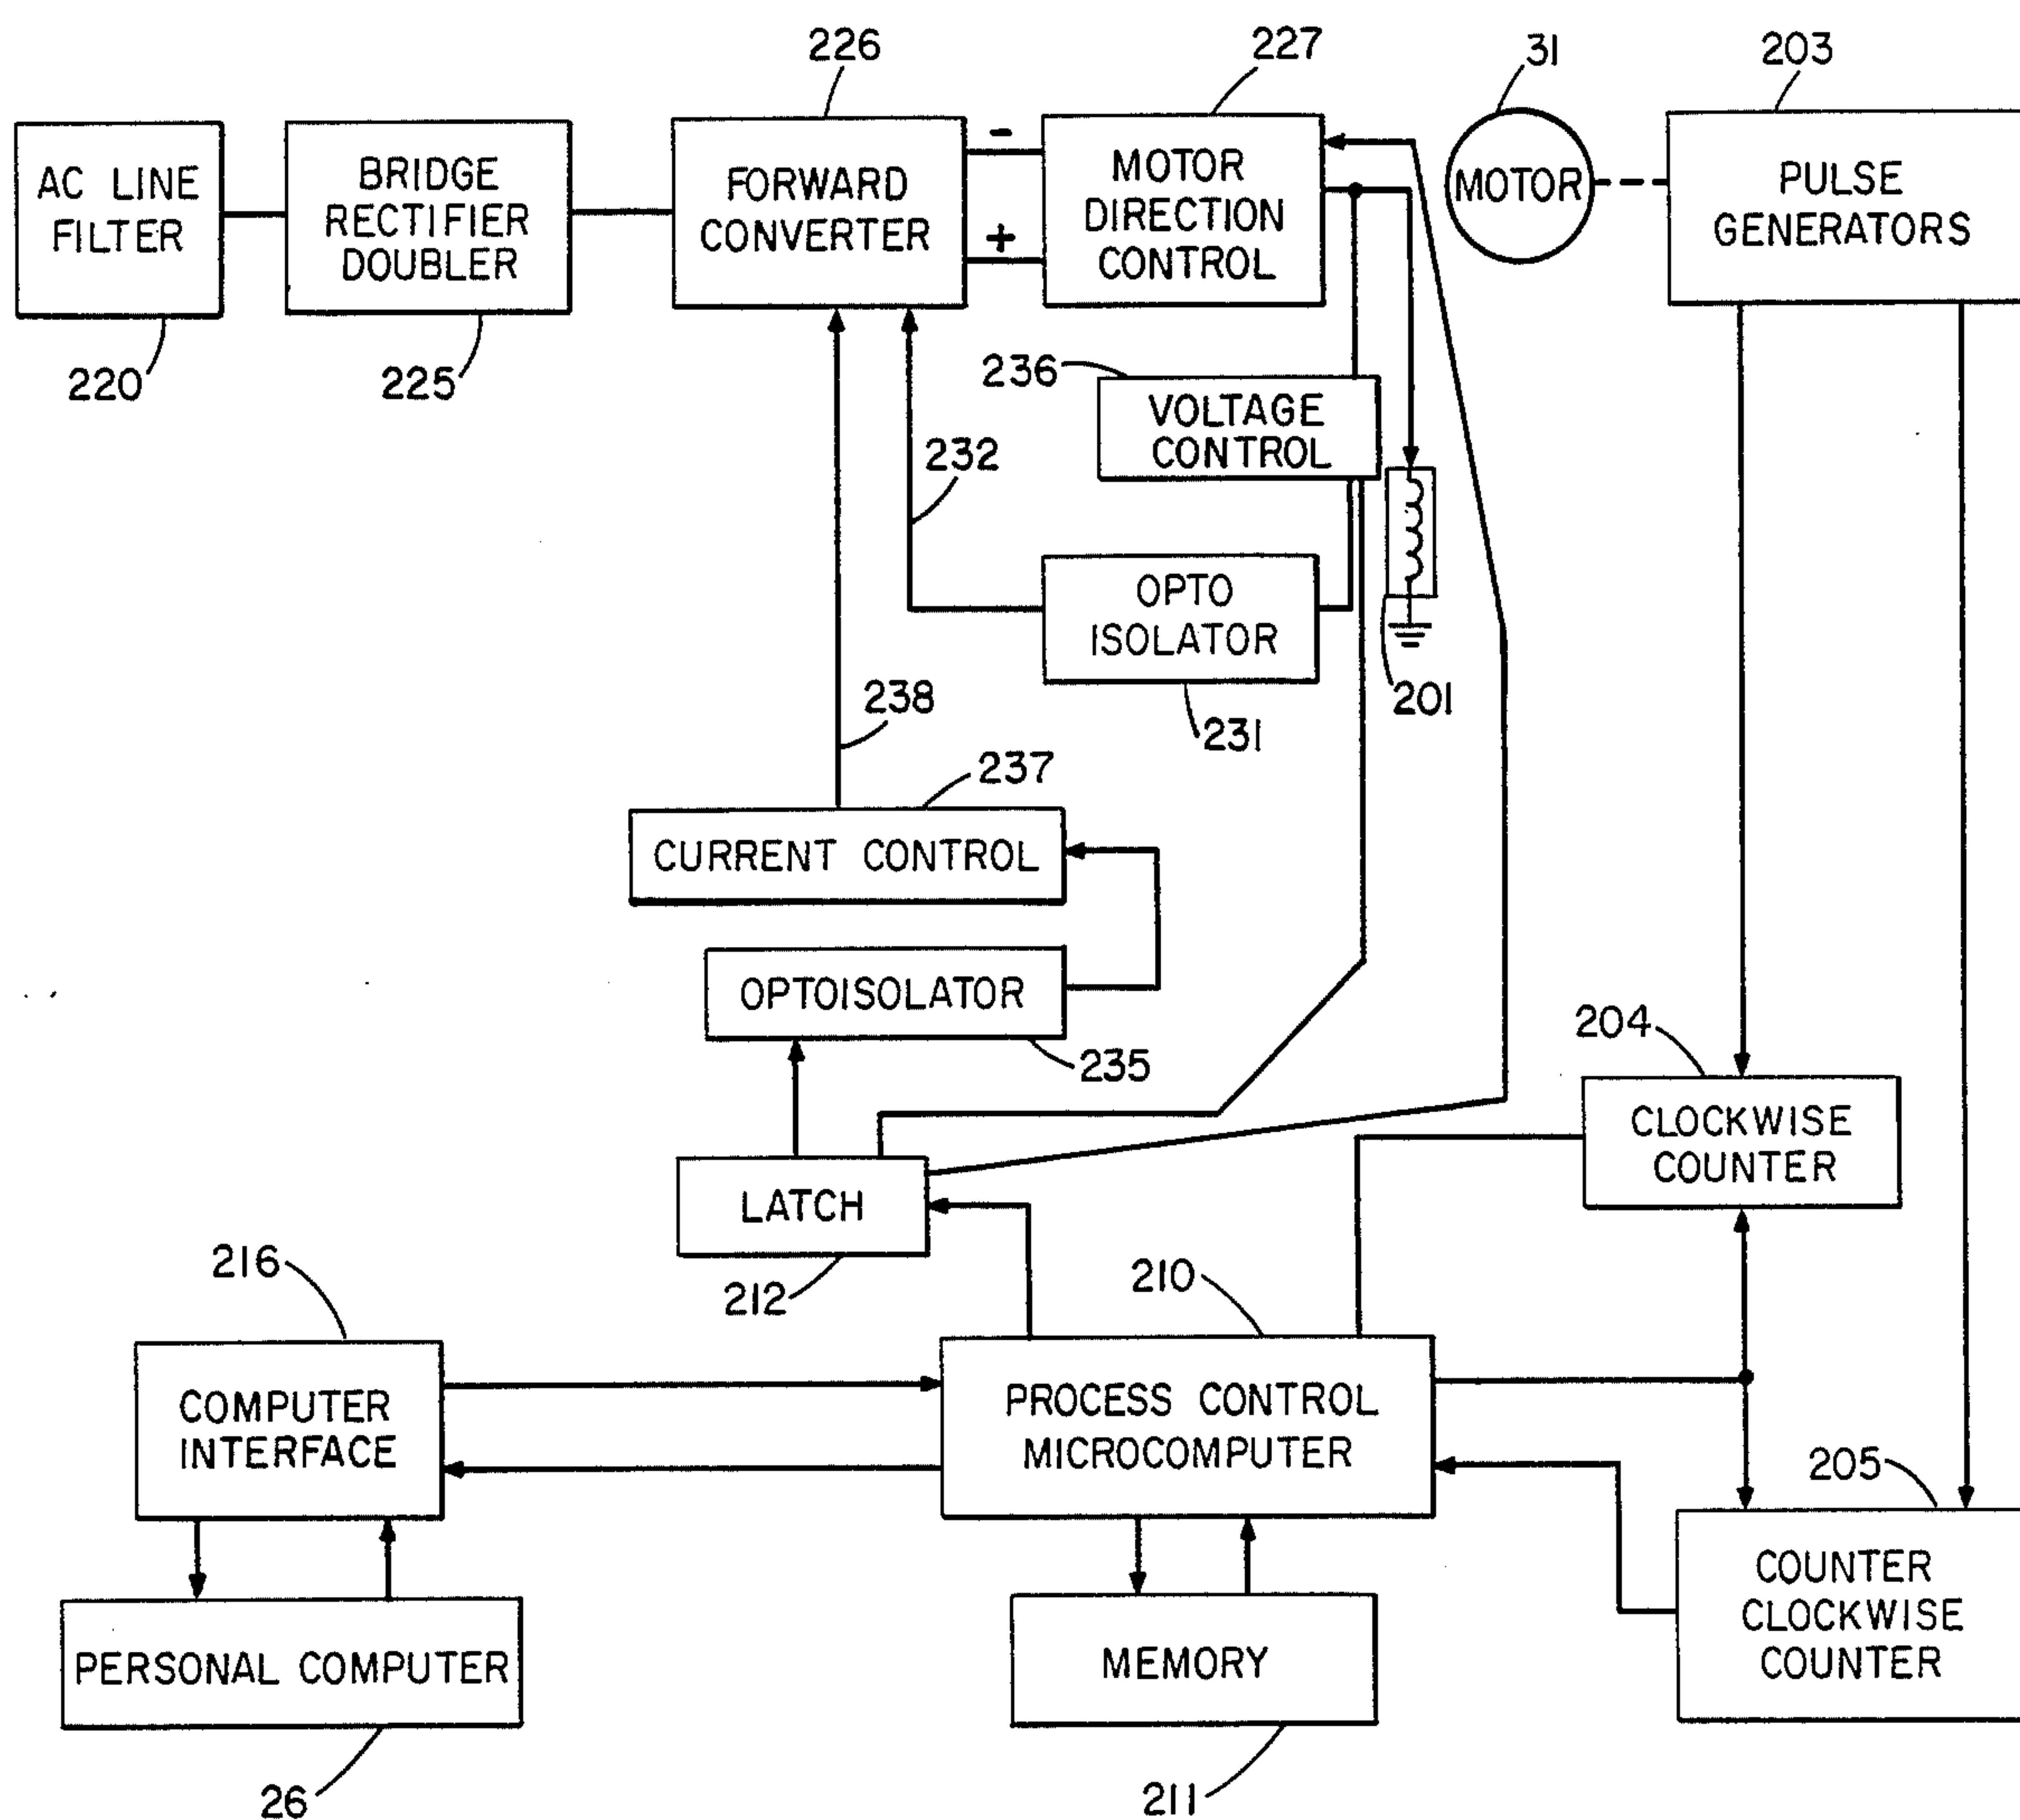 226
227
31
203
AC LINE
FILTER
BRIDGE
RECTIFIER
DOUBLER
FORWARD
CONVERTER
-
+
MOTOR
DIRECTION
CONTROL
MOTOR
PULSE
GENERATORS
220
225
236
VOLTAGE
CONTROL
232
OPTO
ISOLATOR
201
231
238
237
CURRENT CONTROL
OPTOISOLATOR
235
204
CLOCKWISE
COUNTER
LATCH
212
216
210
COMPUTER
INTERFACE
PROCESS CONTROL
MICROCOMPUTER
205
COUNTER
CLOCKWISE
COUNTER
PERSONAL COMPUTER
MEMORY
26
211